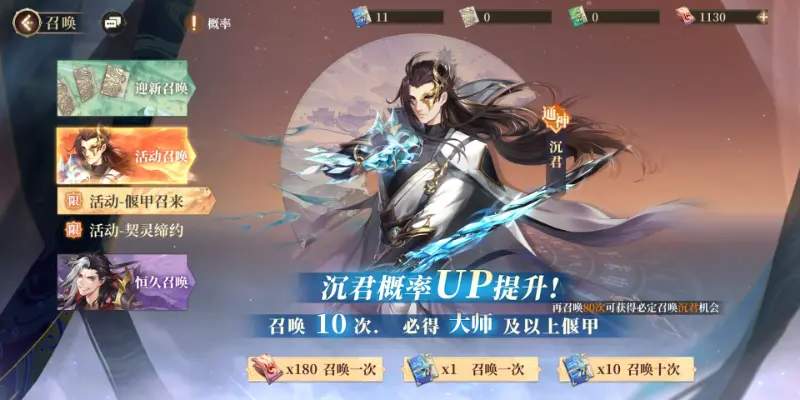 召唤
概率
11
0
0
1130
迎新召唤
活动召唤
限 活动-偃甲召来
限 活动-契灵缔约
恒久召唤
通神
沉君
沉君概率UP提升!
再召唤80次可获得必定召唤沉君机会
召唤 10 次. 必得 大师 及以上偃甲
x180 召唤一次
x1 召唤一次
x10 召唤十次